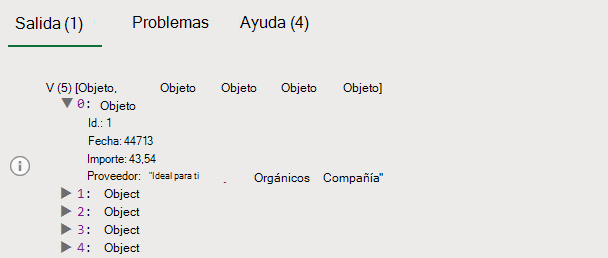 Salida (1) Problemas Ayuda (4)
V (5) [Objeto, Objeto Objeto Objeto Objeto]
▼ 0: Objeto
Id.: 1
Fecha: 44713
Importe: 43,54
Proveedor: "Ideal para ti - Orgánicos Compañía"
▶ 1: Object
▶ 2: Object
▶ 3: Object
▶ 4: Object